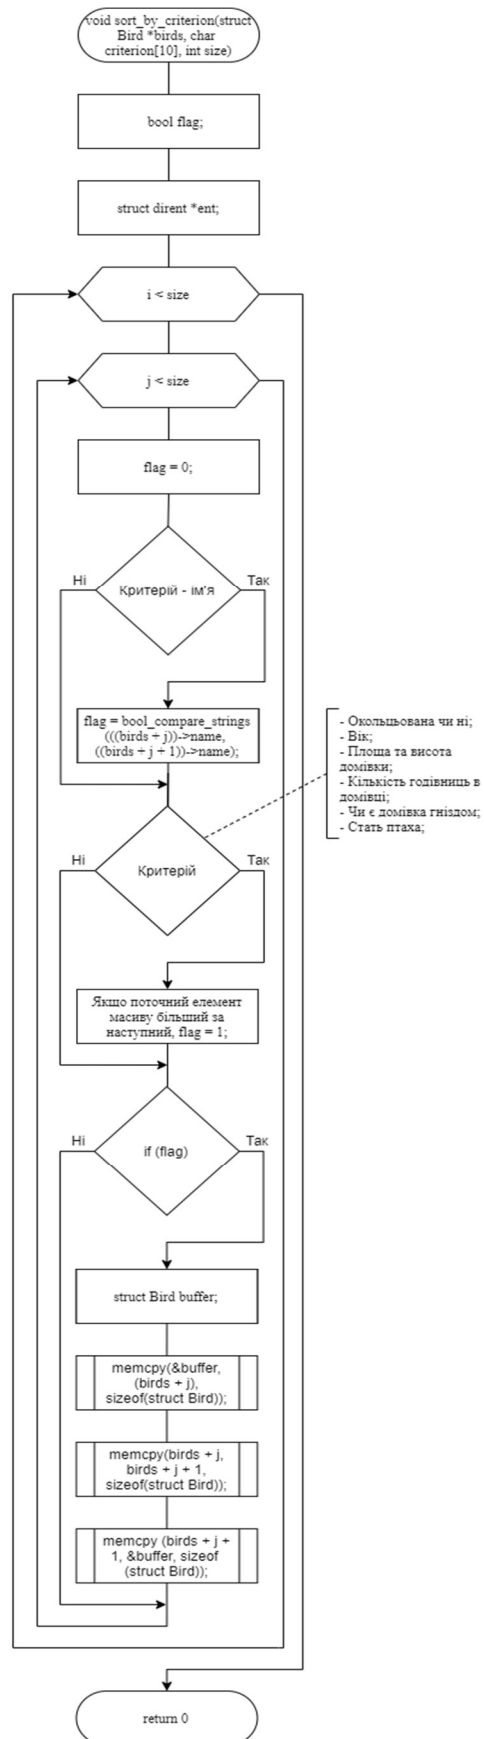 void sort_by_criterion(struct
Bird *birds, char
criterion[10], int size)
bool flag;
struct dirent *ent;
i < size
j < size
flag = 0;
Ні
Так
Критерій - ім'я
flag = bool_compare_strings
(((birds + j))->name,
((birds + j + 1))->name);
- Окольцьована чи ні;
- Вік;
- Площа та висота
домівки;
- Кількість годівниць в
домівці;
- Чи є домівка гніздом;
- Стать птаха;
Ні
Так
Критерій
Якщо поточний елемент
масиву більший за
наступний, flag = 1;
Ні
Так
if (flag)
struct Bird buffer;
memcpy(&buffer,
(birds + j),
sizeof(struct Bird));
memcpy(birds + j,
birds + j + 1,
sizeof(struct Bird));
memcpy (birds + j +
1, &buffer, sizeof
(struct Bird));
return 0